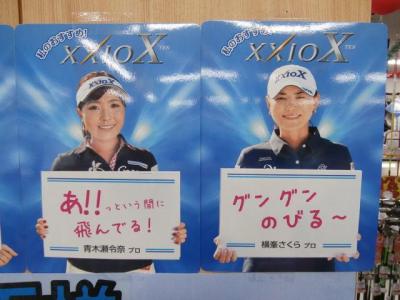 私のおすすめ!
XXIO X
TEN
XXIO X
あ!!っという間に
飛んでる!
青木瀬令奈 プロ
私のおすすめ!
XXIO X
TEN
XXIO X
グングン
のびる〜
横峯さくら プロ